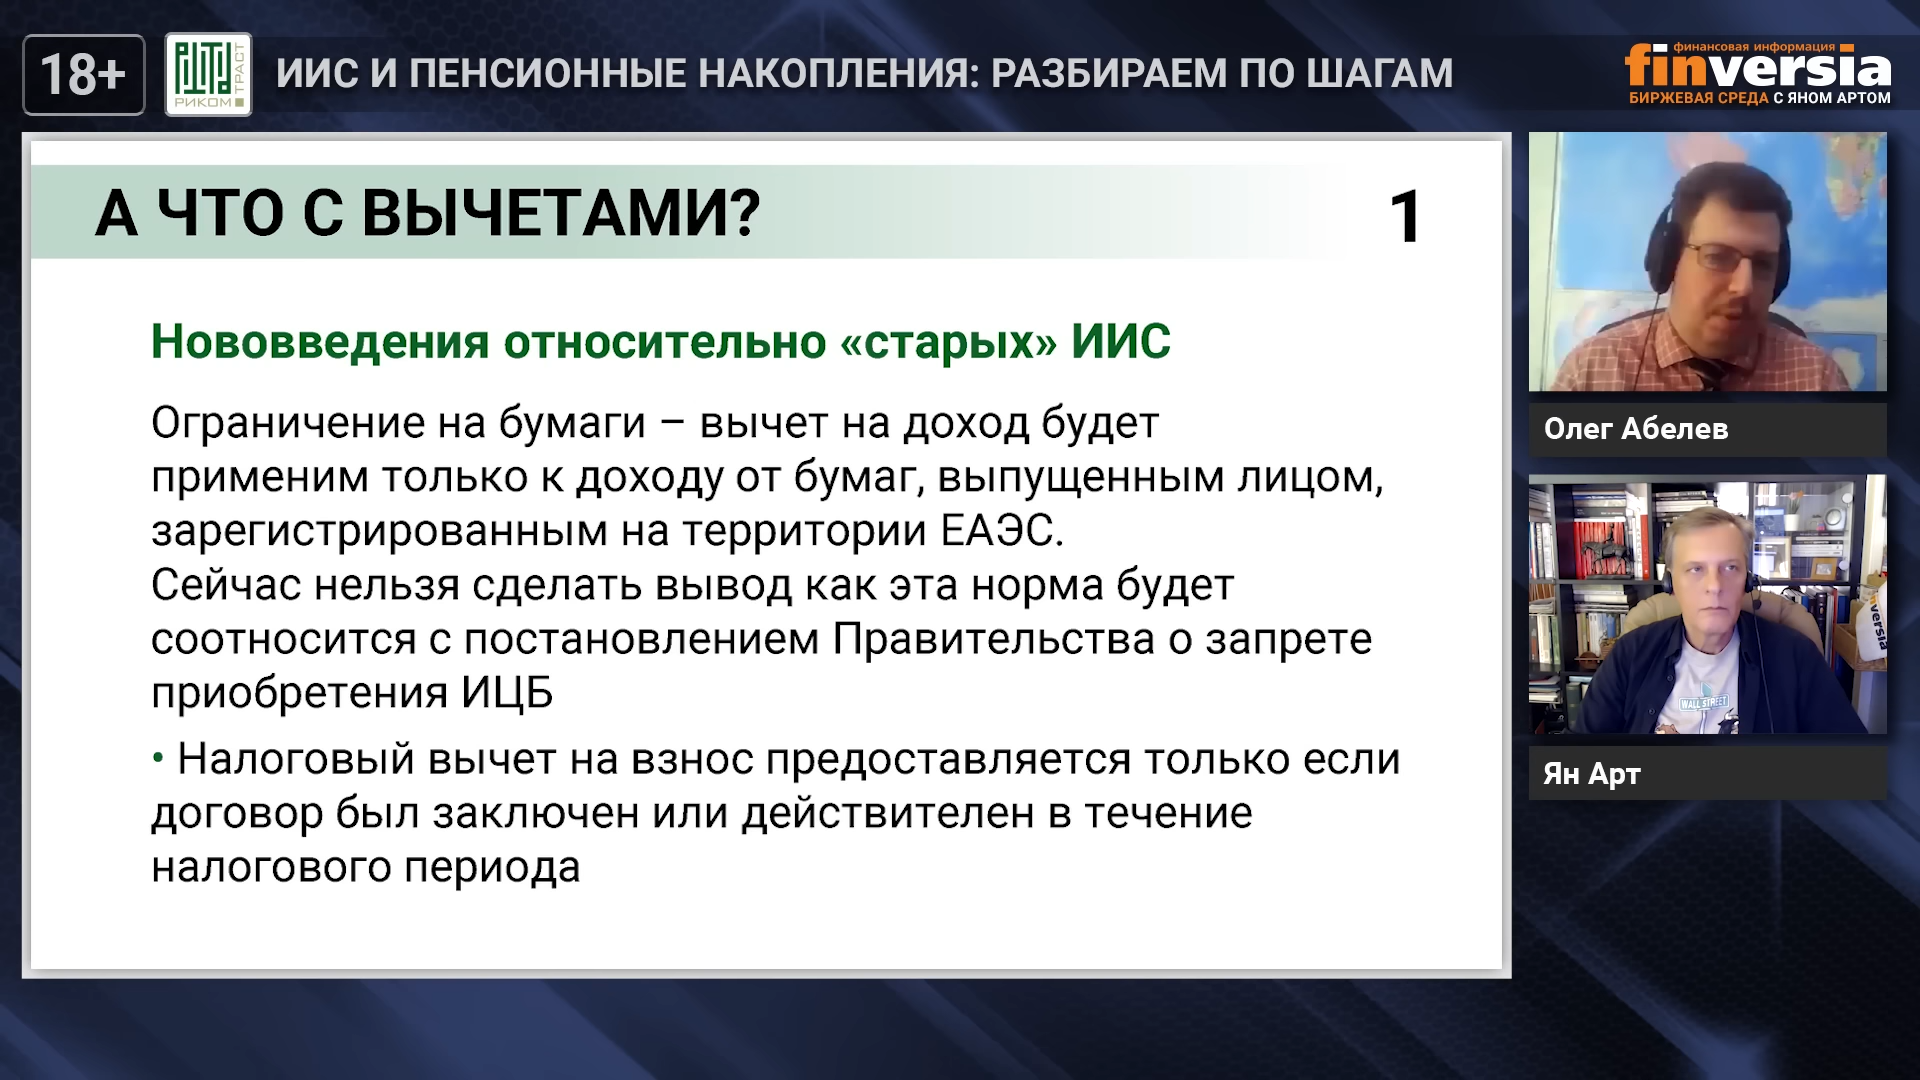 18+
РИКОМ
ТРАСТ
ИИС И ПЕНСИОННЫЕ НАКОПЛЕНИЯ: РАЗБИРАЕМ ПО ШАГАМ
финансовая информация
finversia
БИРЖЕВАЯ СРЕДА С ЯНОМ АРТОМ
А ЧТО С ВЫЧЕТАМИ?
1
Нововведения относительно «старых» ИИС
Ограничение на бумаги – вычет на доход будет
применим только к доходу от бумаг, выпущенным лицом,
зарегистрированным на территории ЕАЭС.
Сейчас нельзя сделать вывод как эта норма будет
соотносится с постановлением Правительства о запрете
приобретения ИЦБ
• Налоговый вычет на взнос предоставляется только если
договор был заключен или действителен в течение
налогового периода
Олег Абелев
WALL STREET
finversia
Ян Арт